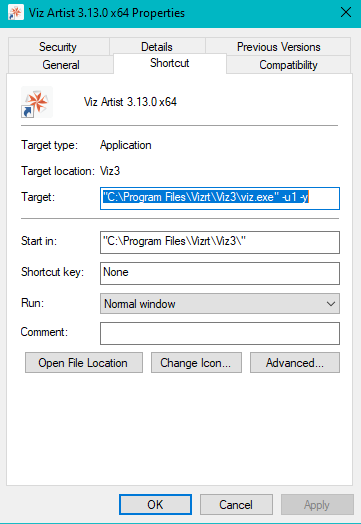 Viz Artist 3.13.0 x64 Properties
Security Details Previous Versions
General Shortcut Compatibility
Viz Artist 3.13.0 x64
Target type: Application
Target location: Viz3
Target: "C:\Program Files\Vizrt\Viz3\viz.exe" -u1 -y
Start in: "C:\Program Files\Vizrt\Viz3\"
Shortcut key: None
Run: Normal window
Comment:
Open File Location Change Icon... Advanced...
OK Cancel Apply